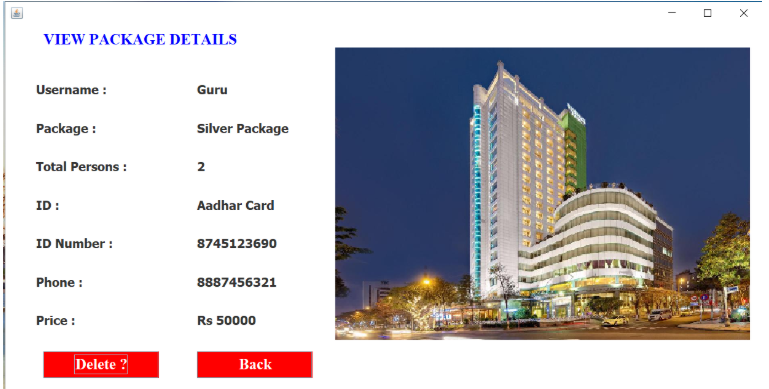 VIEW PACKAGE DETAILS
Username : Guru
Package : Silver Package
Total Persons : 2
ID : Aadhar Card
ID Number : 8745123690
Phone : 8887456321
Price : Rs 50000
Delete ? Back